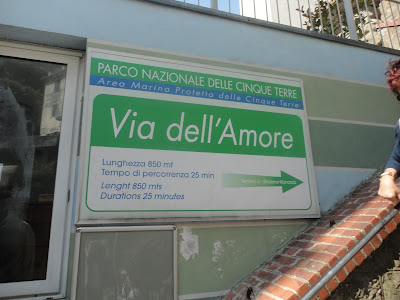 PARCO NAZIONALE DELLE CINQUE TERRE
Area Marina Protetta delle Cinque Terre
Via dell'Amore
Lunghezza 850 mt
Tempo di percorrenza 25 min
Lenght 850 mts
Durations 25 minutes